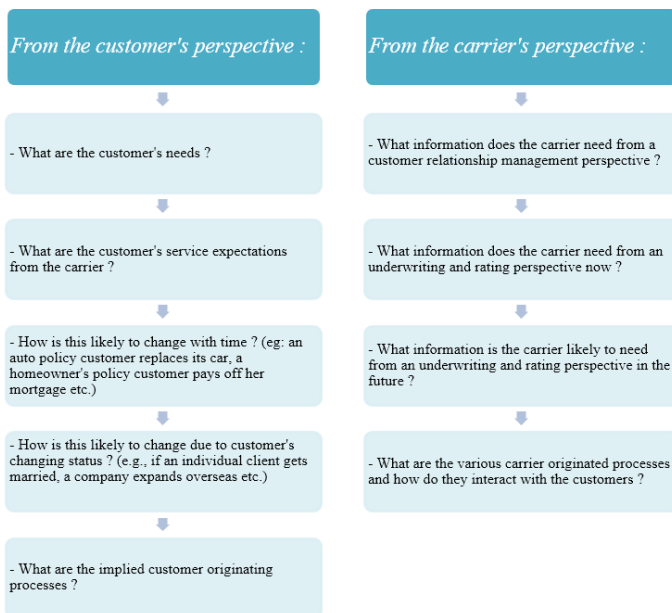 From the customer's perspective :
- What are the customer's needs ?
- What are the customer's service expectations
from the carrier ?
- How is this likely to change with time ? (eg: an
auto policy customer replaces its car, a
homeowner's policy customer pays off her
mortgage etc.)
- How is this likely to change due to customer's
changing status ? (e.g., if an individual client gets
married, a company expands overseas etc.)
- What are the implied customer originating
processes ?
From the carrier's perspective :
- What information does the carrier need from a
customer relationship management perspective ?
- What information does the carrier need from an
underwriting and rating perspective now ?
- What information is the carrier likely to need
from an underwriting and rating perspective in the
future ?
- What are the various carrier originated processes
and how do they interact with the customers ?